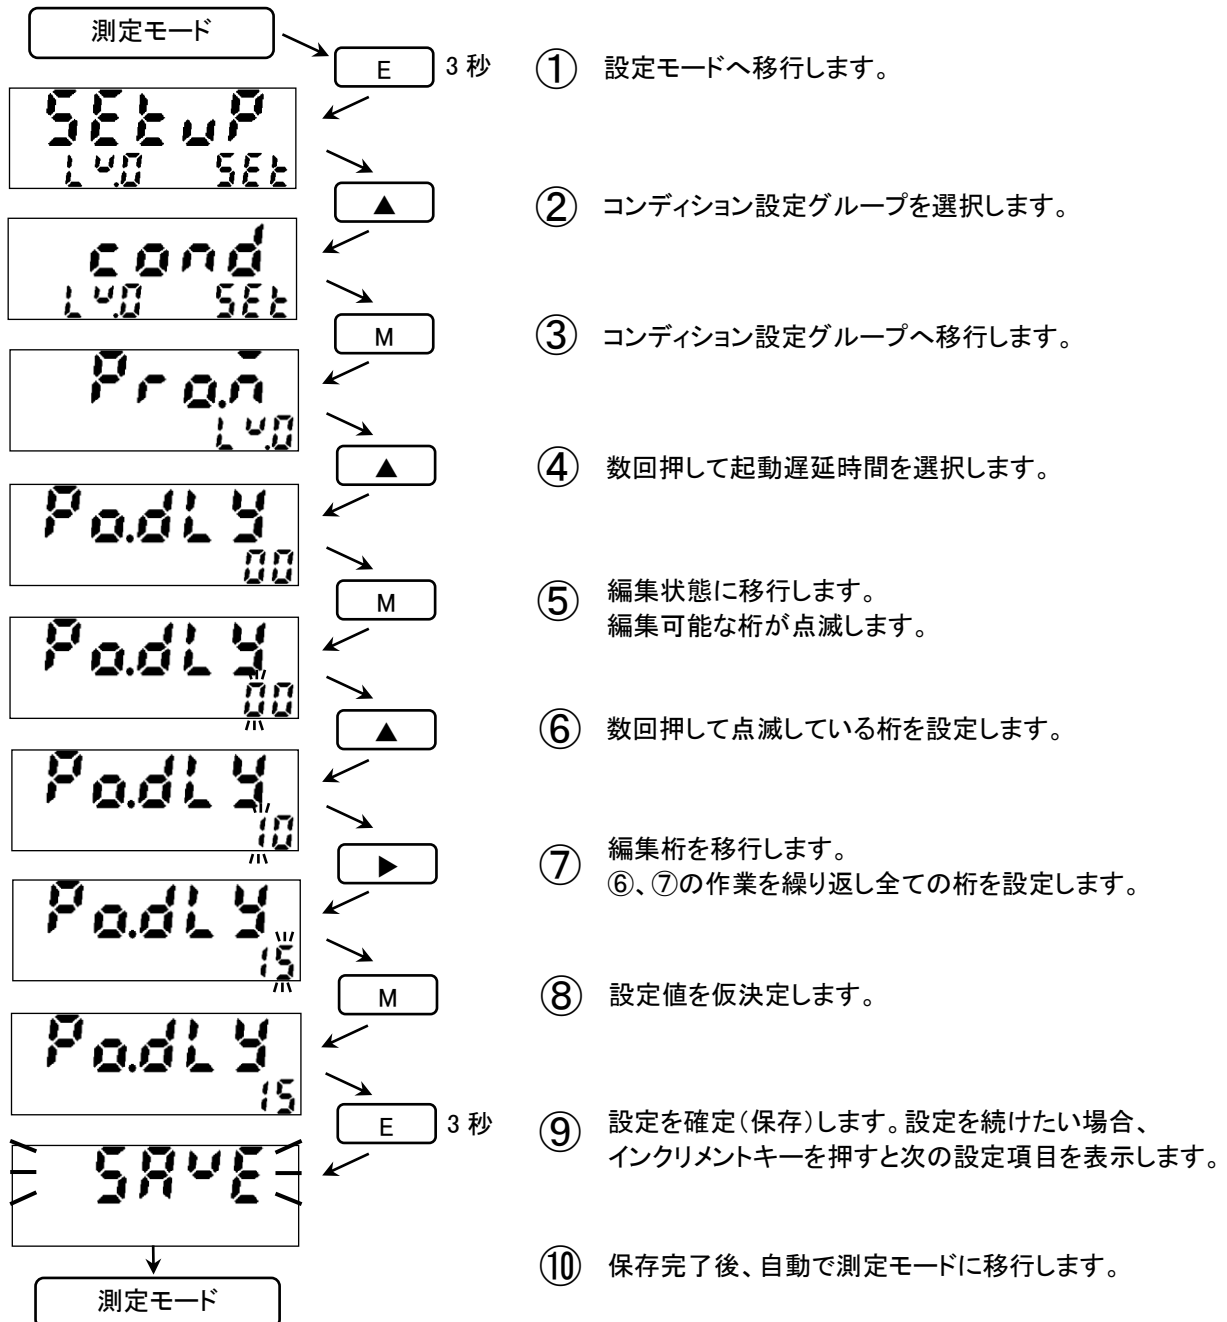 測定モード
E 3 秒 ① 設定モードへ移行します。
SEtuP
Lv.0 SEt
▲ ② コンディション設定グループを選択します。
cond
Lv.0 SEt
M ③ コンディション設定グループへ移行します。
Pro.m
Lv.0
▲ ④ 数回押して起動遅延時間を選択します。
Po.dLY
00
M ⑤ 編集状態に移行します。
編集可能な桁が点滅します。
Po.dLY
00
▲ ⑥ 数回押して点滅している桁を設定します。
Po.dLY
10
▶ ⑦ 編集桁を移行します。
⑥、⑦の作業を繰り返し全ての桁を設定します。
Po.dLY
15
M ⑧ 設定値を仮決定します。
Po.dLY
15
E 3 秒 ⑨ 設定を確定(保存)します。設定を続けたい場合、
インクリメントキーを押すと次の設定項目を表示します。
SAvE
⑩ 保存完了後、自動で測定モードに移行します。
測定モード